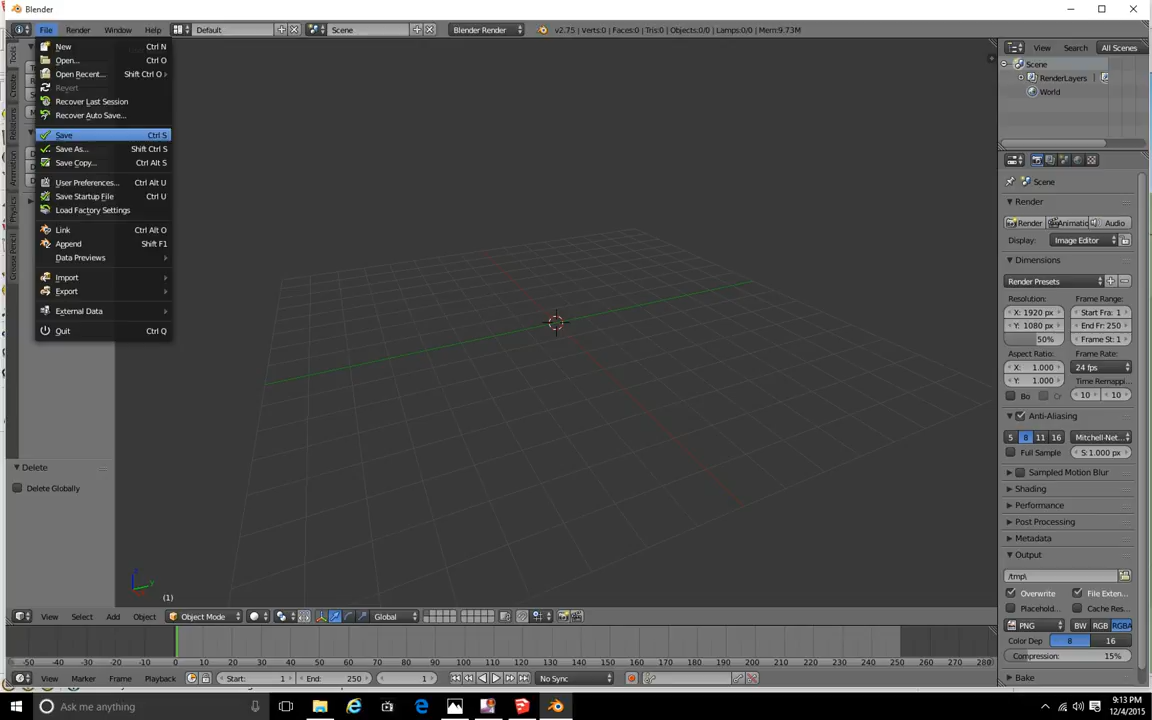 Blender
File Render Window Help Default Scene Blender Render v2.75 | Verts:0 | Faces:0 | Tris:0 | Objects:0/0 | Lamps:0/0 | Mem:9.73M
View Search All Scenes
New Ctrl N
Open... Ctrl O
Open Recent... Shift Ctrl O
Revert
Recover Last Session
Recover Auto Save...
Save Ctrl S
Save As... Shift Ctrl S
Save Copy... Ctrl Alt S
User Preferences... Ctrl Alt U
Save Startup File Ctrl U
Load Factory Settings
Link Ctrl Alt O
Append Shift F1
Data Previews
Import
Export
External Data
Quit Ctrl Q
Tools
Create
Relations
Animation
Physics
Grease Pencil
Delete
Delete Globally
(1)
Scene
RenderLayers
World
Scene
Render
Render Animatic Audio
Display: Image Editor
Dimensions
Render Presets
Resolution: Frame Range:
X: 1920 px Start Fra: 1
Y: 1080 px End Fr: 250
50% Frame St: 1
Aspect Ratio: Frame Rate:
X: 1.000 24 fps
Y: 1.000 Time Remappi...
Bo Cr 10 10
Anti-Aliasing
5 8 11 16 Mitchell-Net...
Full Sample S: 1.000 px
Sampled Motion Blur
Shading
Performance
Post Processing
Metadata
Output
/tmp\
Overwrite File Exten...
Placehold... Cache Res...
PNG BW RGB RGBA
Color Dep 8 16
Compression: 15%
Bake
View Select Add Object Object Mode Global
-50 -40 -30 -20 -10 0 10 20 30 40 50 60 70 80 90 100 110 120 130 140 150 160 170 180 190 200 210 220 230 240 250 260 270 280
View Marker Frame Playback Start: 1 End: 250 1 No Sync
Ask me anything
9:13 PM
12/4/2015